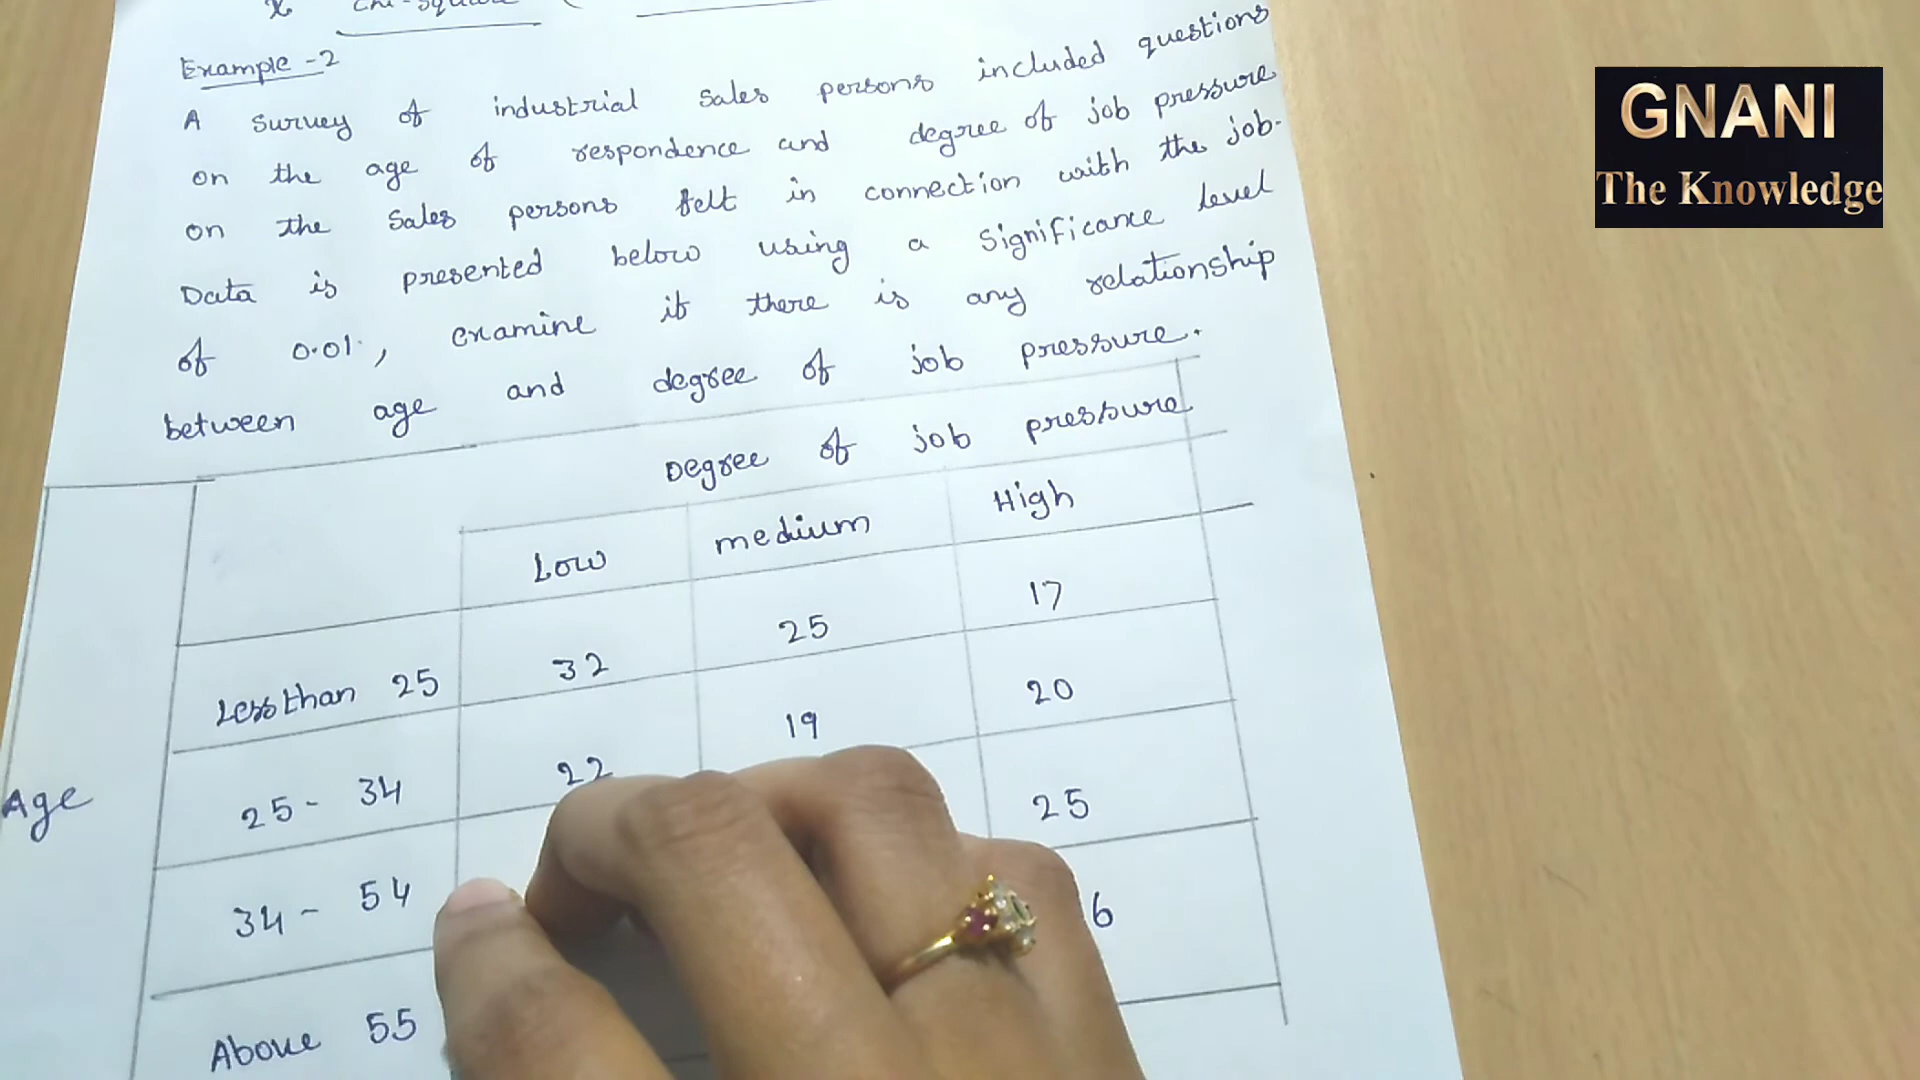 Example -2
A survey of industrial sales persons included questions
on the age of respondence and degree of job pressure
on the sales persons felt in connection with the job.
Data is presented below using a significance level
of 0.01, examine if there is any relationship
between age and degree of job pressure.
Degree of job pressure
Low medium High
Less than 25 32 25 17
25 - 34 22 19 20
34 - 54 25
Above 55 6
Age
GNANI
The Knowledge